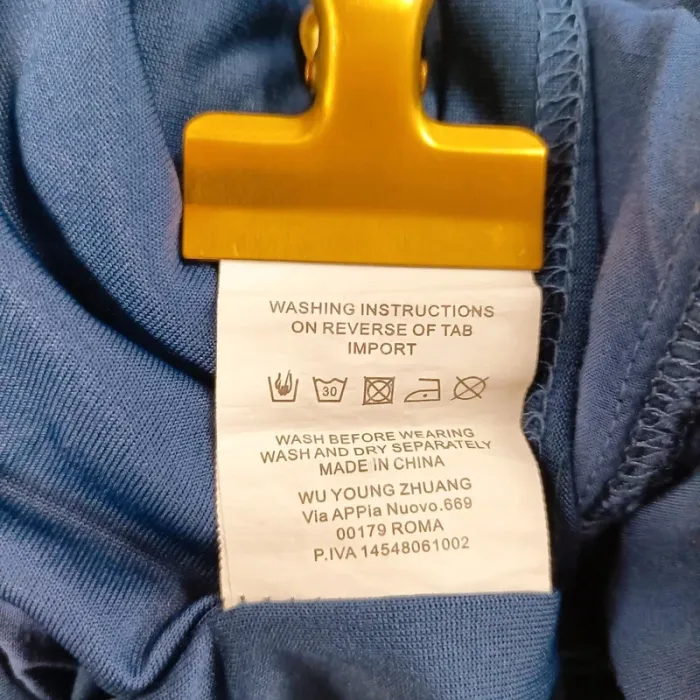 WASHING INSTRUCTIONS
ON REVERSE OF TAB
IMPORT
30
WASH BEFORE WEARING
WASH AND DRY SEPARATELY
MADE IN CHINA
WU YOUNG ZHUANG
Via APPia Nuovo.669
00179 ROMA
P.IVA 14548061002